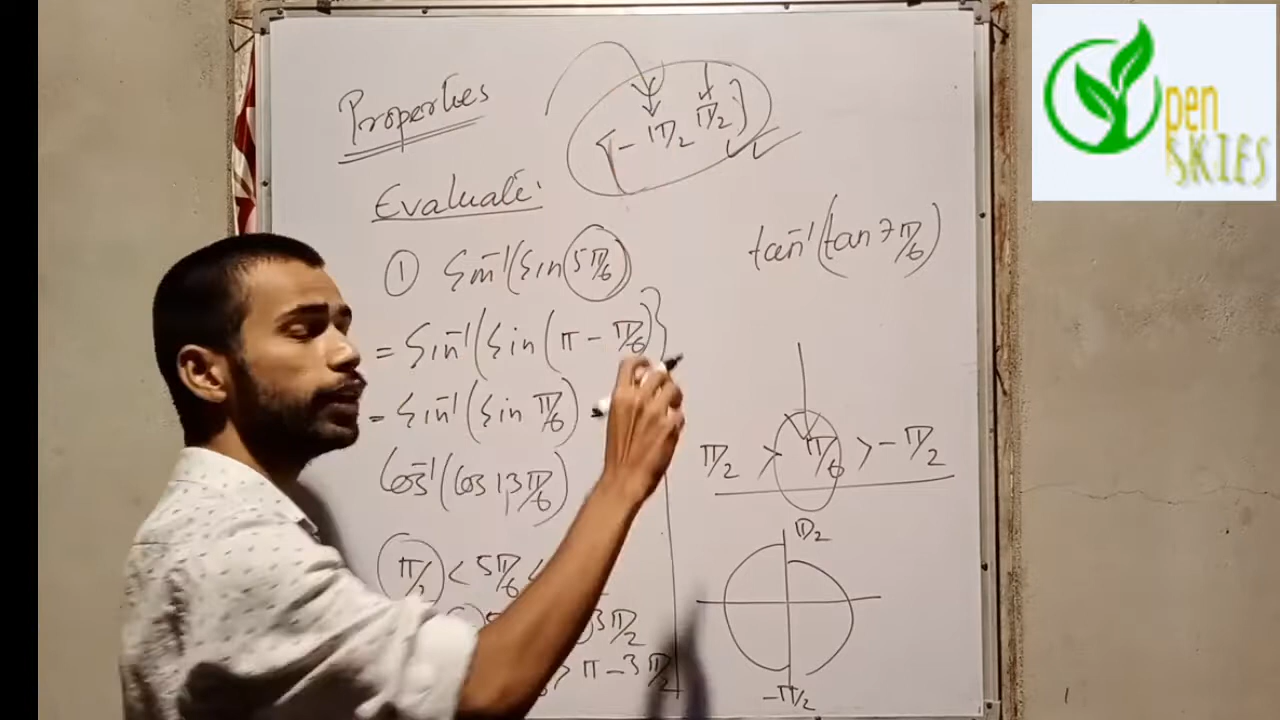 Properties
[-π/2 π/2]
Evaluate:
① Sin⁻¹(Sin 5π/6)
= Sin⁻¹(Sin(π - π/6)}
= Sin⁻¹(Sin π/6)
Cos⁻¹(Cos 13π/6)
π/2 < 5π/6 <
3π/2
> π - 3π/2
tan⁻¹(tan 7π/6)
π/2 > π/6 > -π/2
π/2
-π/2
Open
SKIES